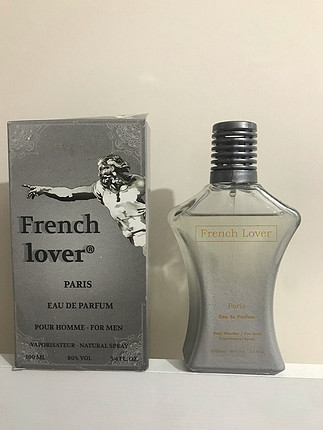 French
lover®
PARIS
EAU DE PARFUM
POUR HOMME - FOR MEN
VAPORISATEUR - NATURAL SPRAY
100 ML 80% VOL 3.4 FL.OZ.
French Lover
Paris
Eau de Parfum